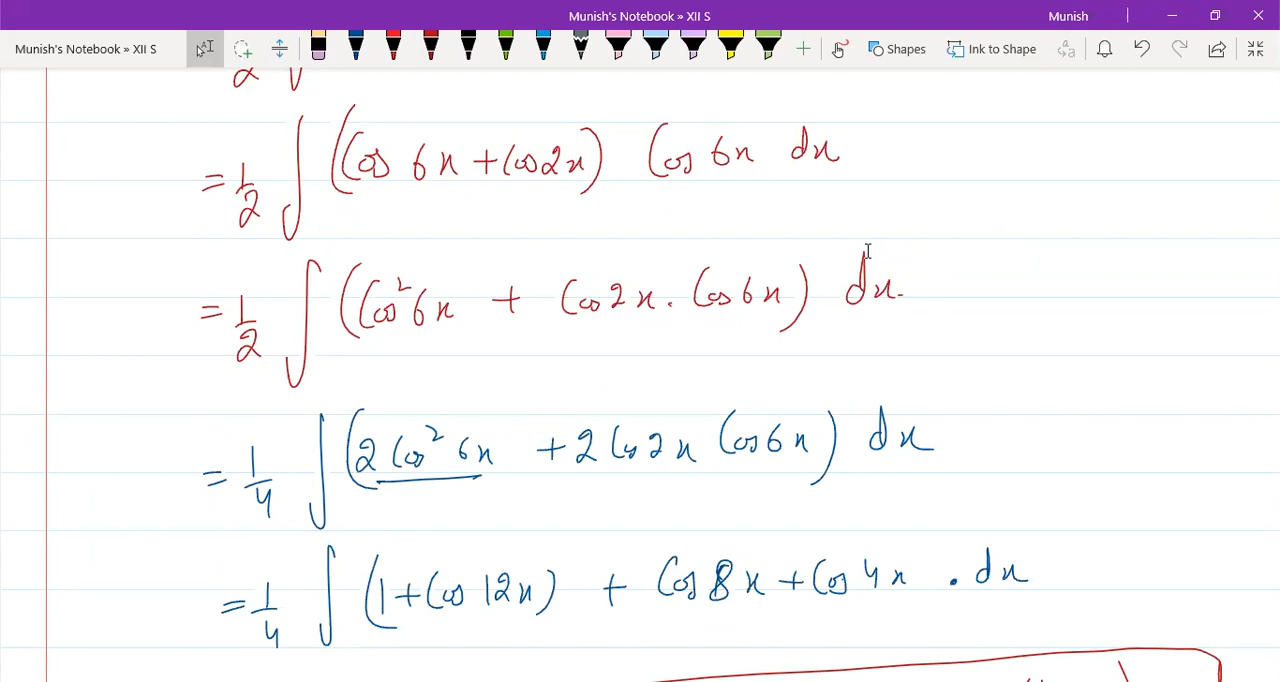 Munish's Notebook » XII S
Munish
Munish's Notebook » XII S
Shapes
Ink to Shape
2 ∫
= 1/2 ∫ (Cos 6x + Cos 2x) Cos 6x dx
= 1/2 ∫ (Cos² 6x + Cos 2x . Cos 6x) dx.
= 1/4 ∫ (2 Cos² 6x + 2 Cos 2x Cos 6x) dx
= 1/4 ∫ (1 + Cos 12x) + Cos 8x + Cos 4x . dx